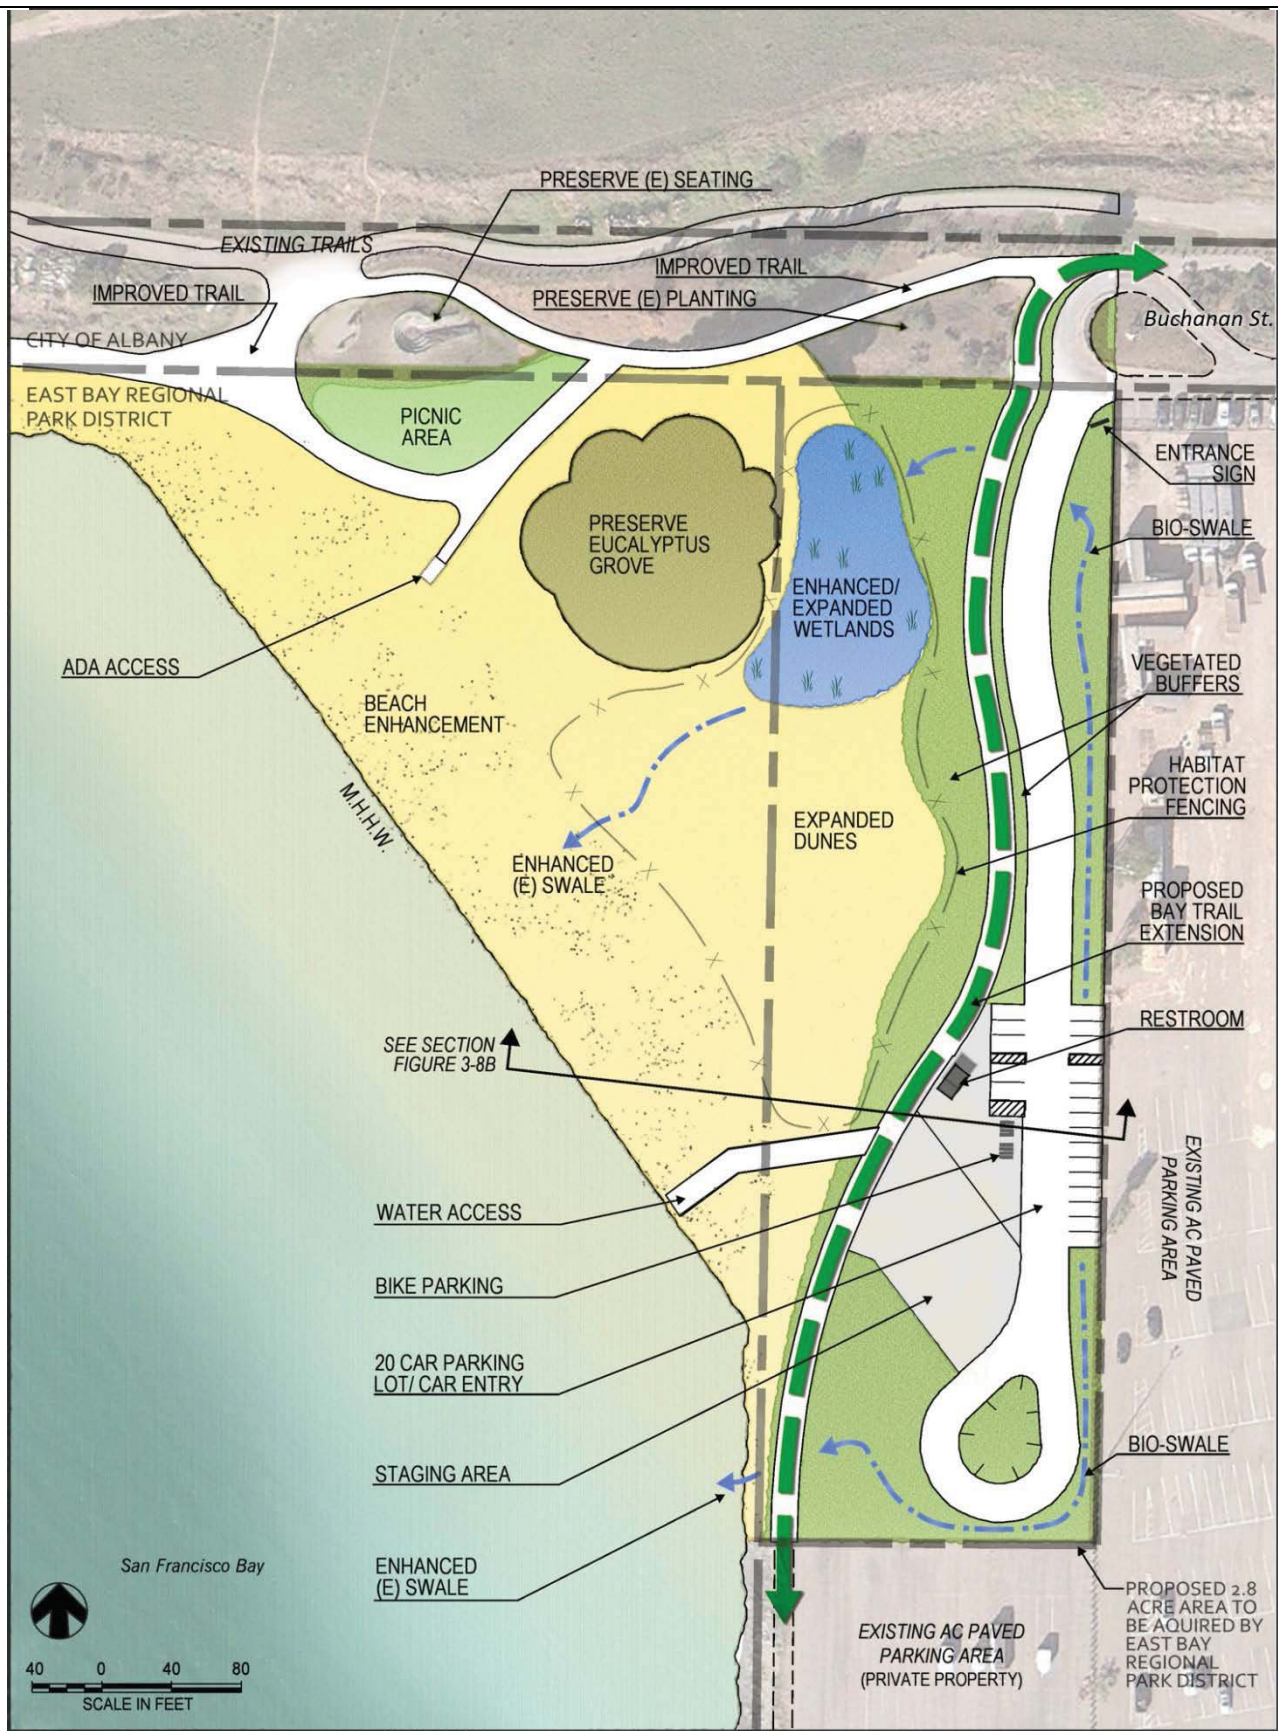 PRESERVE (E) SEATING
EXISTING TRAILS
IMPROVED TRAIL
IMPROVED TRAIL
PRESERVE (E) PLANTING
Buchanan St.
CITY OF ALBANY
EAST BAY REGIONAL
PARK DISTRICT
PICNIC
AREA
ENTRANCE
SIGN
PRESERVE
EUCALYPTUS
GROVE
BIO-SWALE
ENHANCED/
EXPANDED
WETLANDS
ADA ACCESS
VEGETATED
BUFFERS
BEACH
ENHANCEMENT
HABITAT
PROTECTION
FENCING
M.H.H.W.
EXPANDED
DUNES
ENHANCED
(E) SWALE
PROPOSED
BAY TRAIL
EXTENSION
RESTROOM
SEE SECTION
FIGURE 3-8B
EXISTING AC PAVED
PARKING AREA
WATER ACCESS
BIKE PARKING
20 CAR PARKING
LOT/ CAR ENTRY
STAGING AREA
BIO-SWALE
San Francisco Bay
ENHANCED
(E) SWALE
PROPOSED 2.8
ACRE AREA TO
BE AQUIRED BY
EAST BAY
REGIONAL
PARK DISTRICT
EXISTING AC PAVED
PARKING AREA
(PRIVATE PROPERTY)
40 0 40 80
SCALE IN FEET